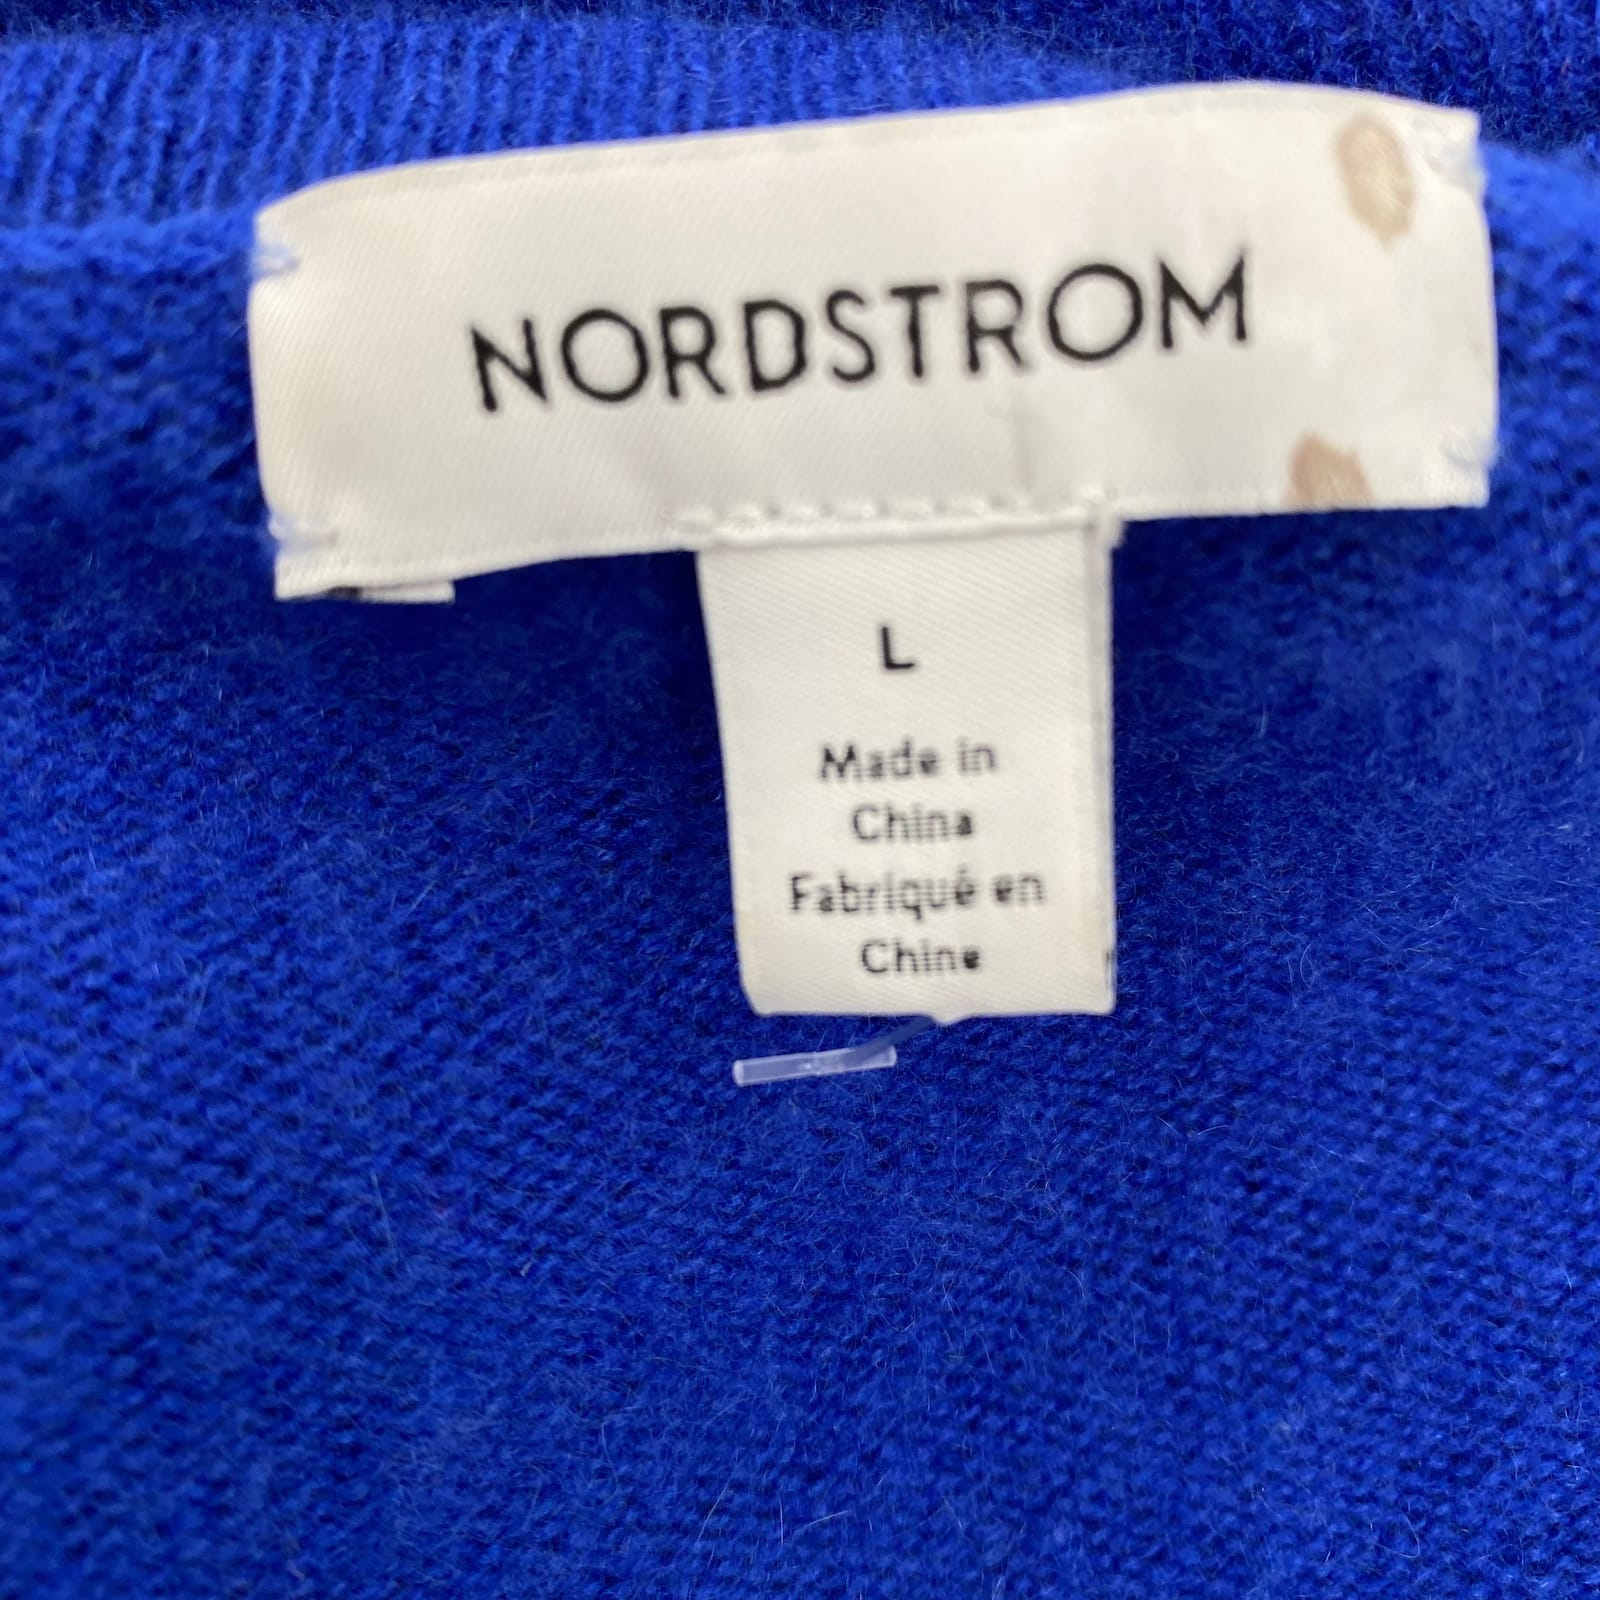 NORDSTROM
L
Made in
China
Fabriqué en
Chine